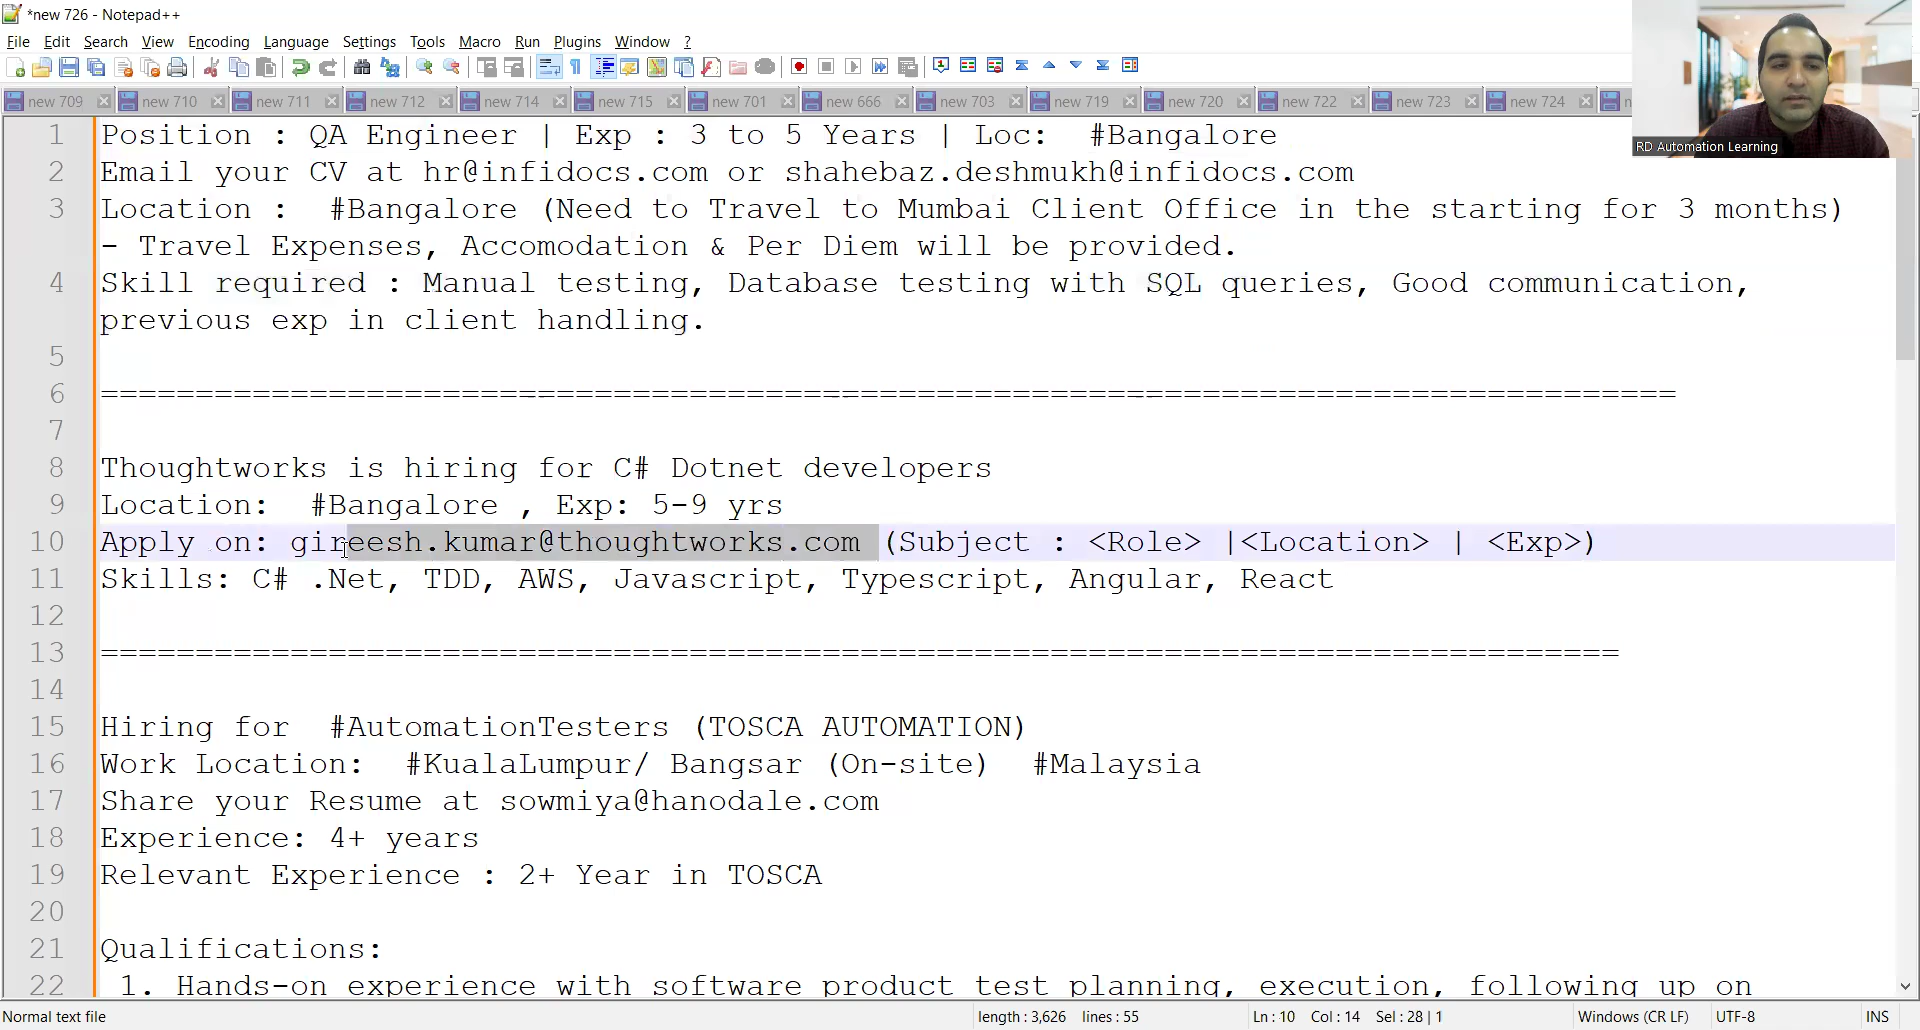 *new 726 - Notepad++
File Edit Search View Encoding Language Settings Tools Macro Run Plugins Window ?
new 709 new 710 new 711 new 712 new 714 new 715 new 701 new 666 new 703 new 719 new 720 new 722 new 723 new 724
RD Automation Learning
1 Position : QA Engineer | Exp : 3 to 5 Years | Loc: #Bangalore
2 Email your CV at hr@infidocs.com or shahebaz.deshmukh@infidocs.com
3 Location : #Bangalore (Need to Travel to Mumbai Client Office in the starting for 3 months)
- Travel Expenses, Accomodation & Per Diem will be provided.
4 Skill required : Manual testing, Database testing with SQL queries, Good communication,
previous exp in client handling.
5
6 ===================================================================================
7
8 Thoughtworks is hiring for C# Dotnet developers
9 Location: #Bangalore , Exp: 5-9 yrs
10 Apply on: gireesh.kumar@thoughtworks.com (Subject : <Role> |<Location> | <Exp>)
11 Skills: C# .Net, TDD, AWS, Javascript, Typescript, Angular, React
12
13 ================================================================================
14
15 Hiring for #AutomationTesters (TOSCA AUTOMATION)
16 Work Location: #KualaLumpur/ Bangsar (On-site) #Malaysia
17 Share your Resume at sowmiya@hanodale.com
18 Experience: 4+ years
19 Relevant Experience : 2+ Year in TOSCA
20
21 Qualifications:
22 1. Hands-on experience with software product test planning, execution, following up on
Normal text file length : 3,626 lines : 55 Ln : 10 Col : 14 Sel : 28 | 1 Windows (CR LF) UTF-8 INS